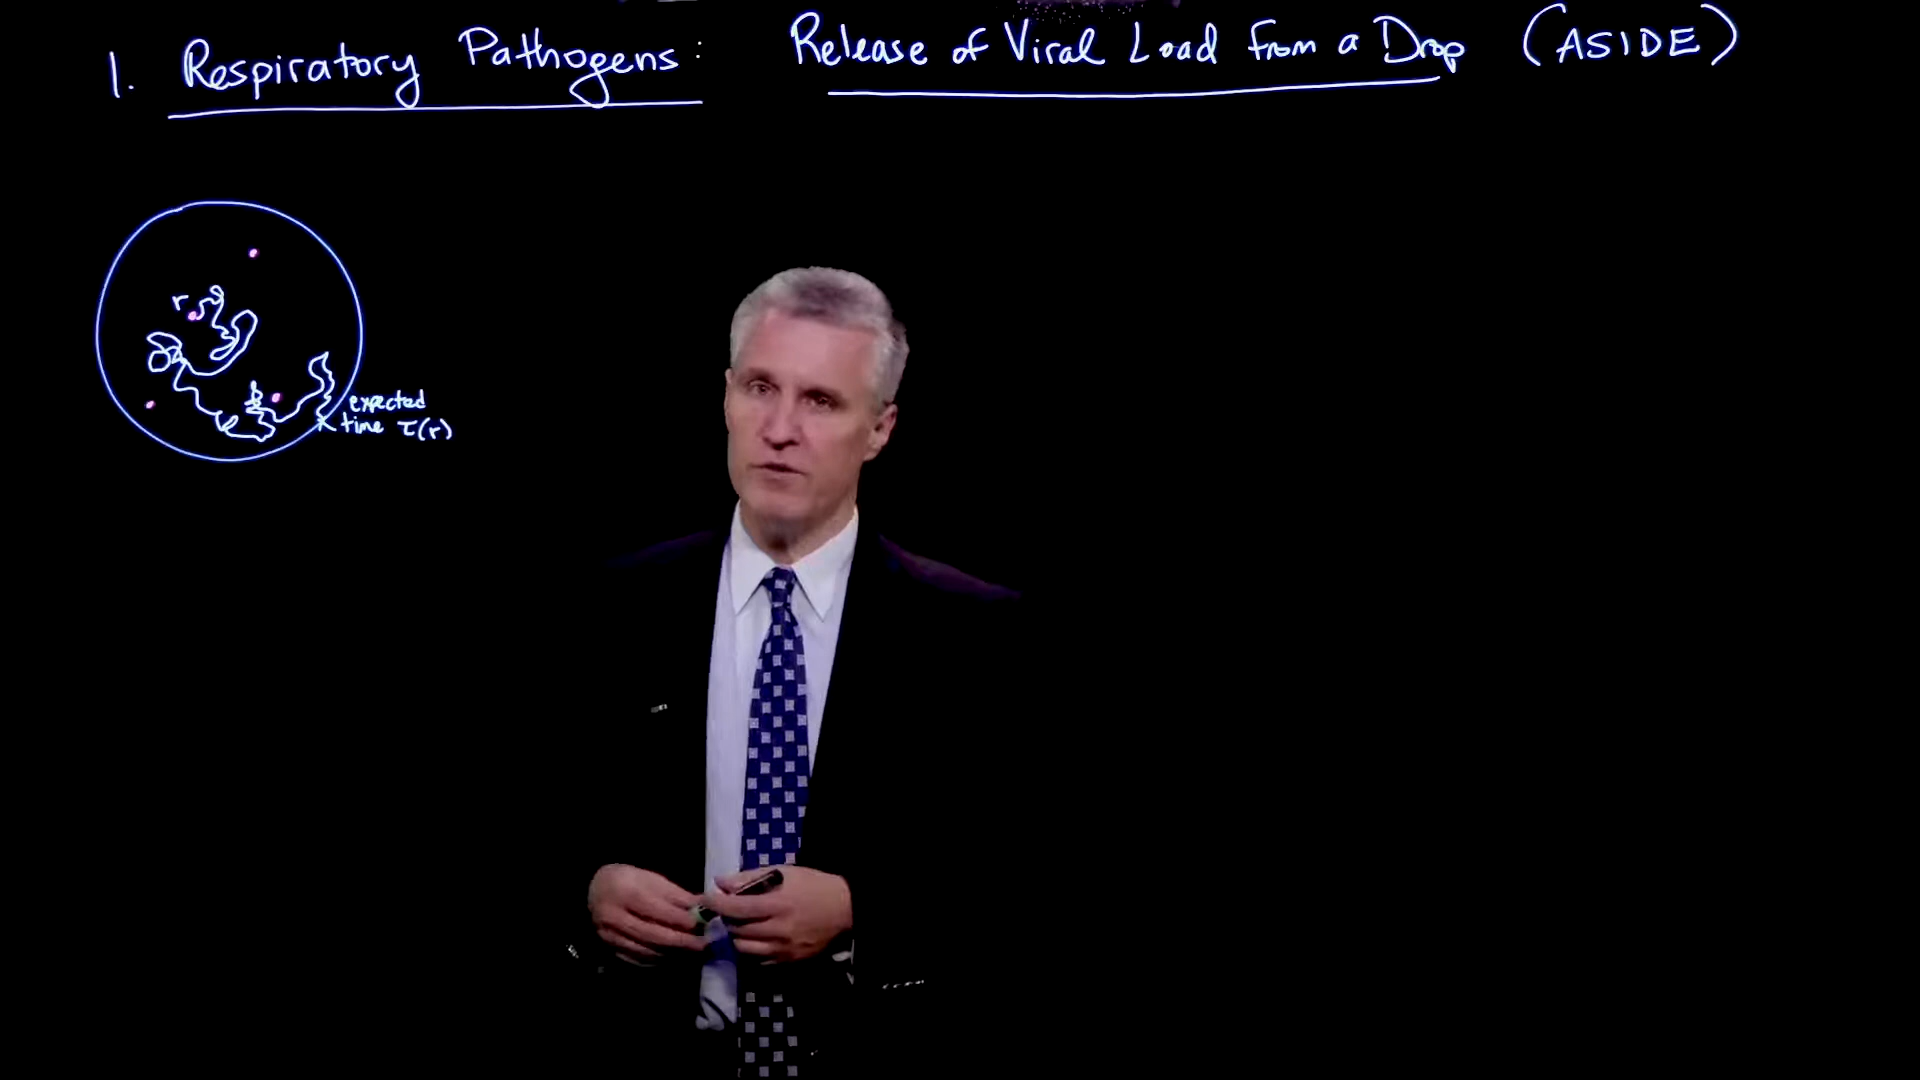 1. Respiratory Pathogens: Release of Viral Load from a Drop (ASIDE)
r
expected
time τ(r)